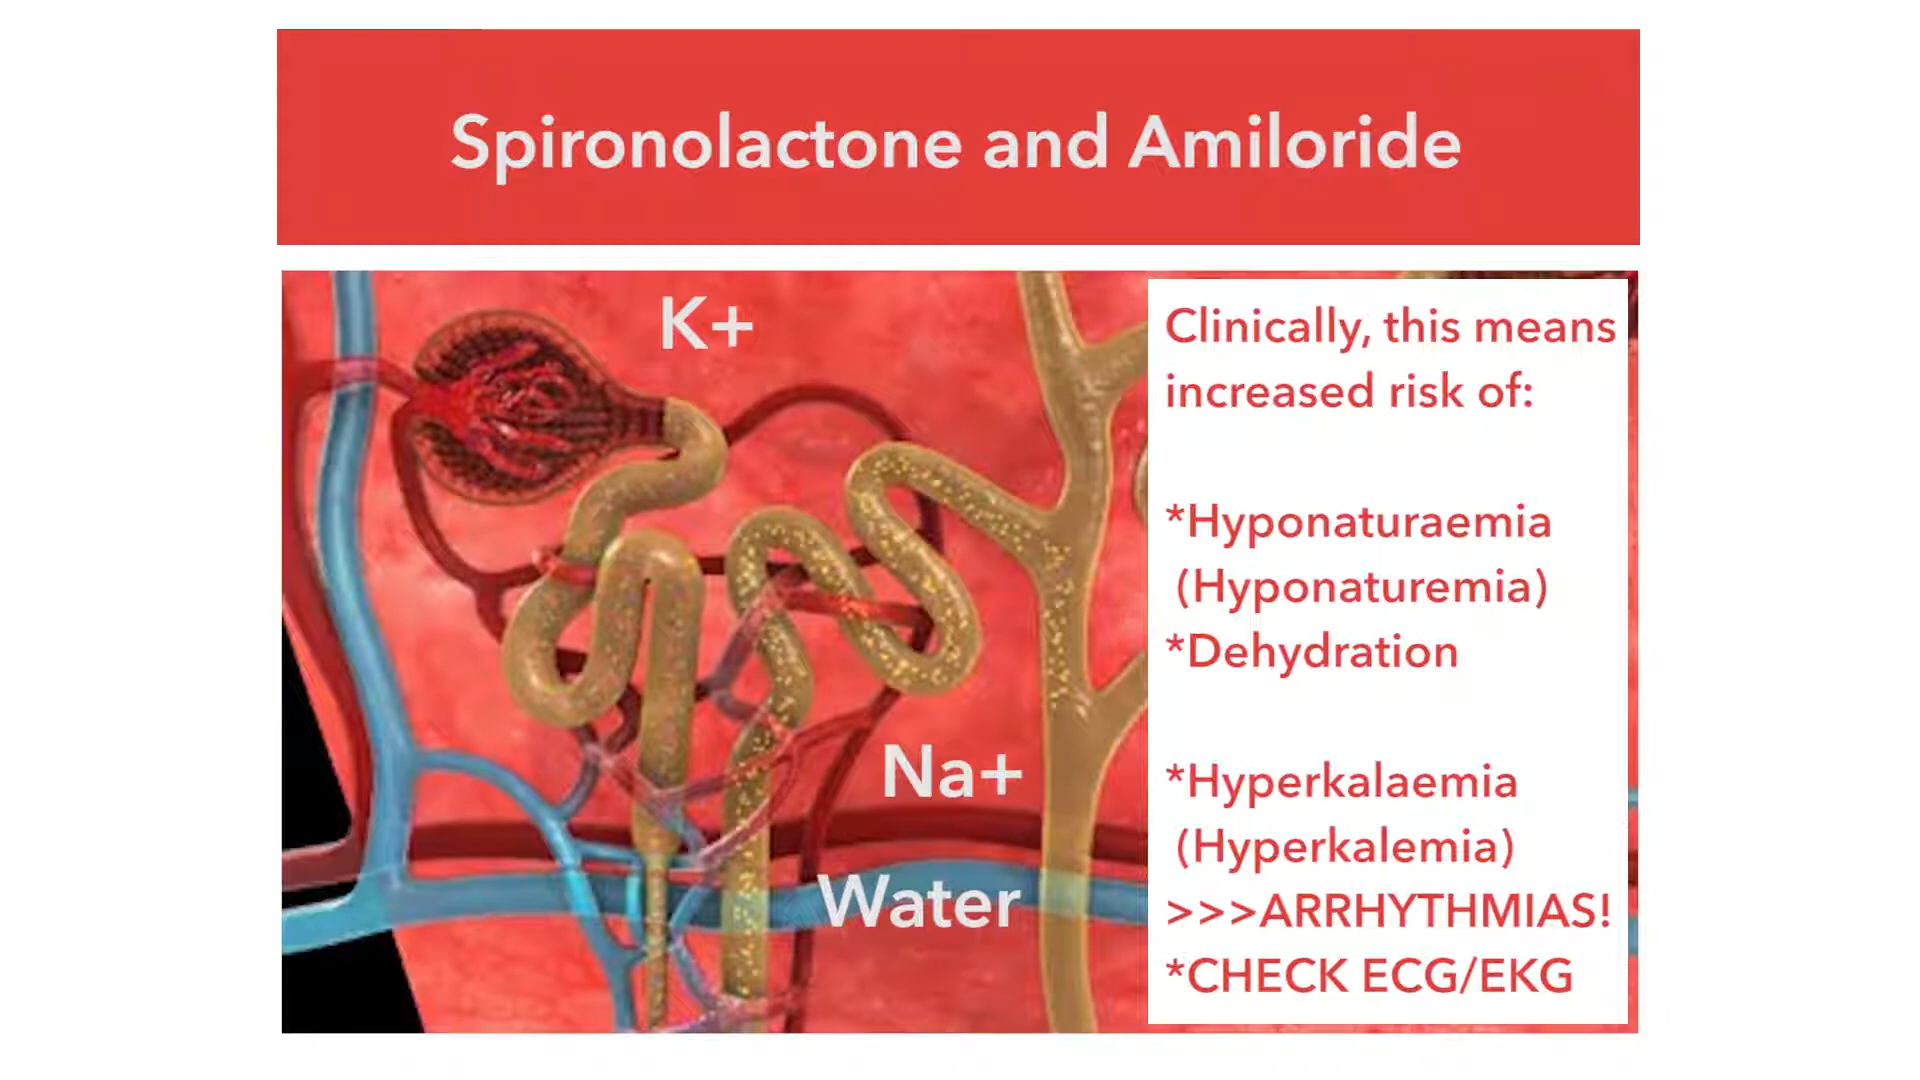 Spironolactone and Amiloride
K+
Na+
Water
Clinically, this means
increased risk of:
*Hyponaturaemia
(Hyponaturemia)
*Dehydration
*Hyperkalaemia
(Hyperkalemia)
>>>ARRHYTHMIAS!
*CHECK ECG/EKG